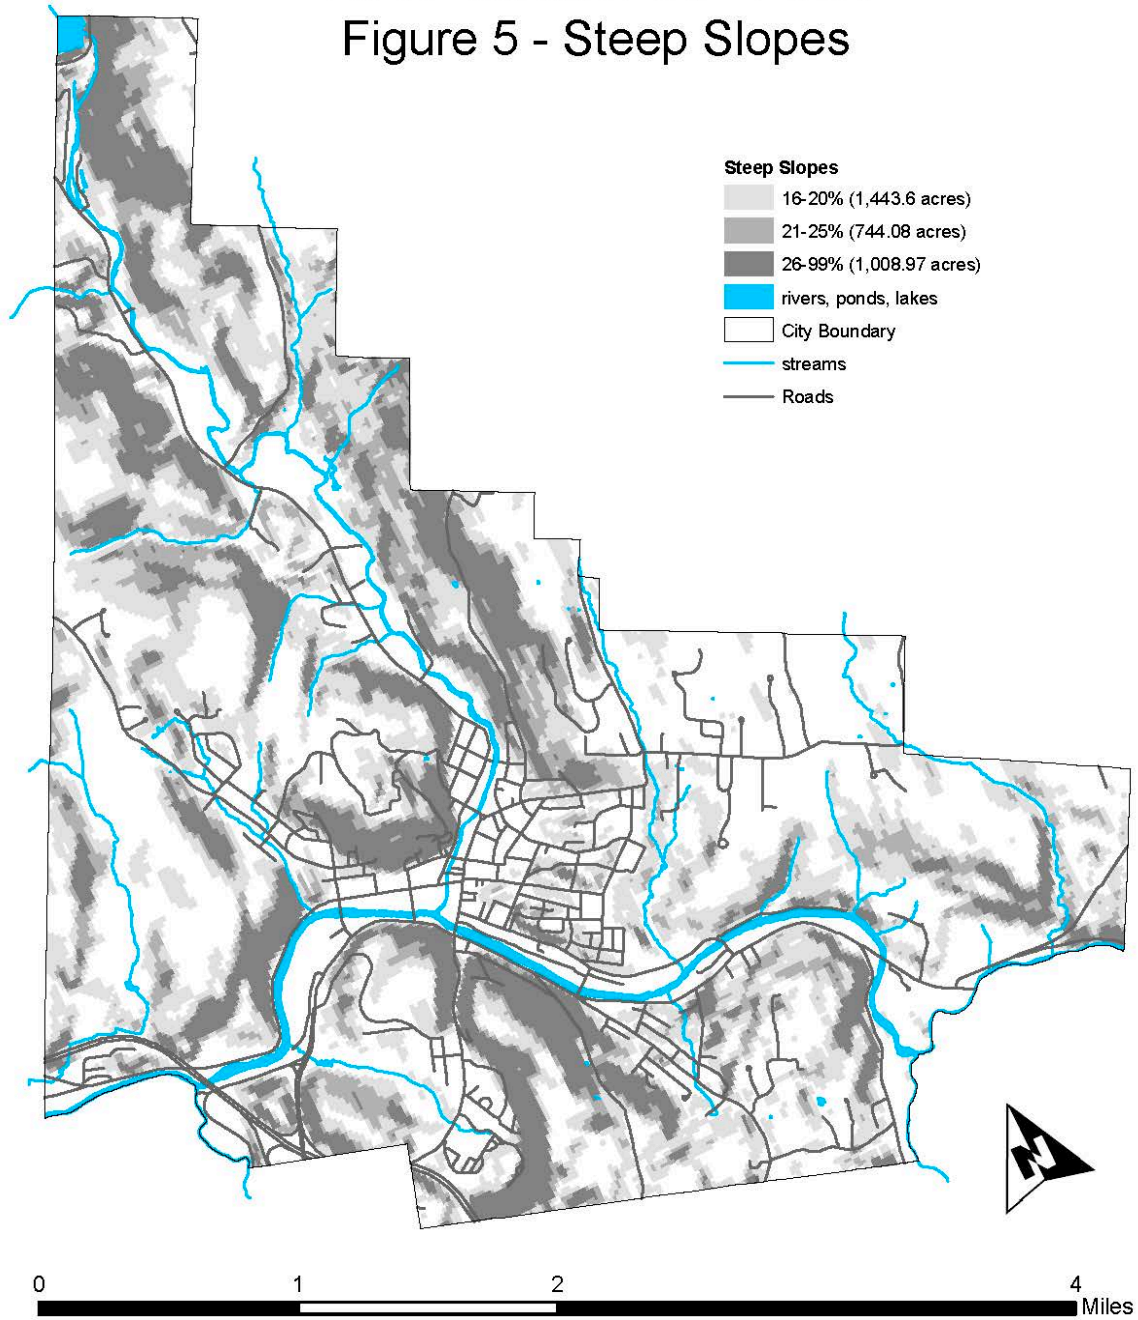 Figure 5 - Steep Slopes
Steep Slopes
16-20% (1,443.6 acres)
21-25% (744.08 acres)
26-99% (1,008.97 acres)
rivers, ponds, lakes
City Boundary
streams
Roads
N
0 1 2 4
Miles